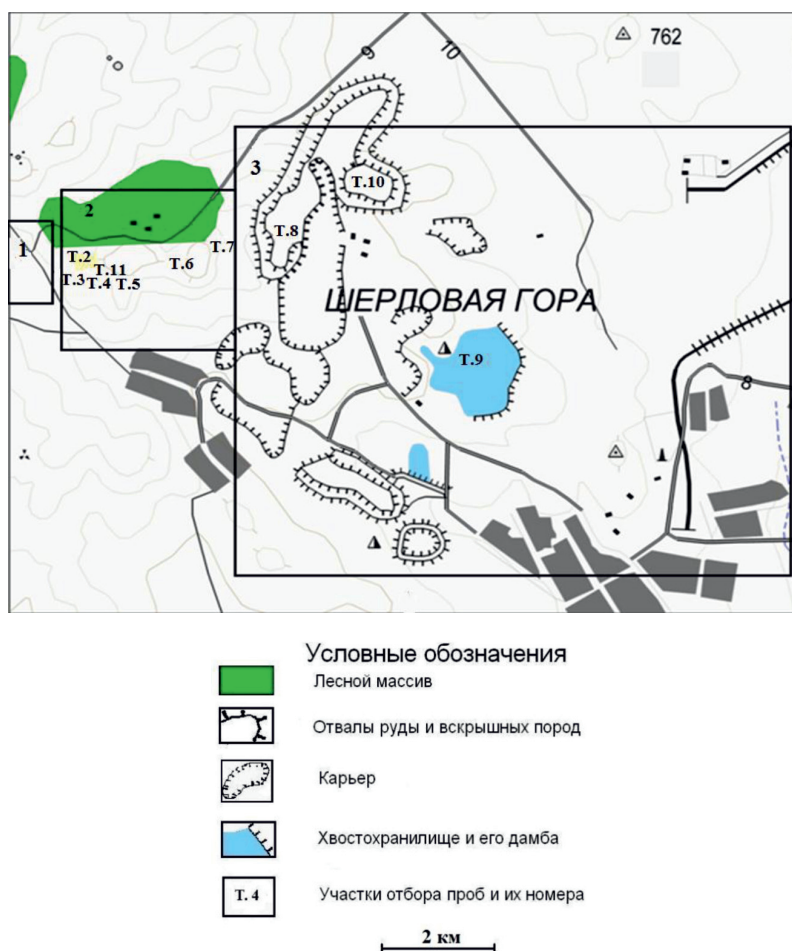 762
9
10
3
Т.10
2
Т.8
1
Т.2
Т.7
Т.11
Т.6
Т.3
Т.4
Т.5
ШЕРЛОВАЯ ГОРА
Т.9
8
Условные обозначения
Лесной массив
Отвалы руды и вскрышных пород
Карьер
Хвостохранилище и его дамба
Т. 4
Участки отбора проб и их номера
2 км